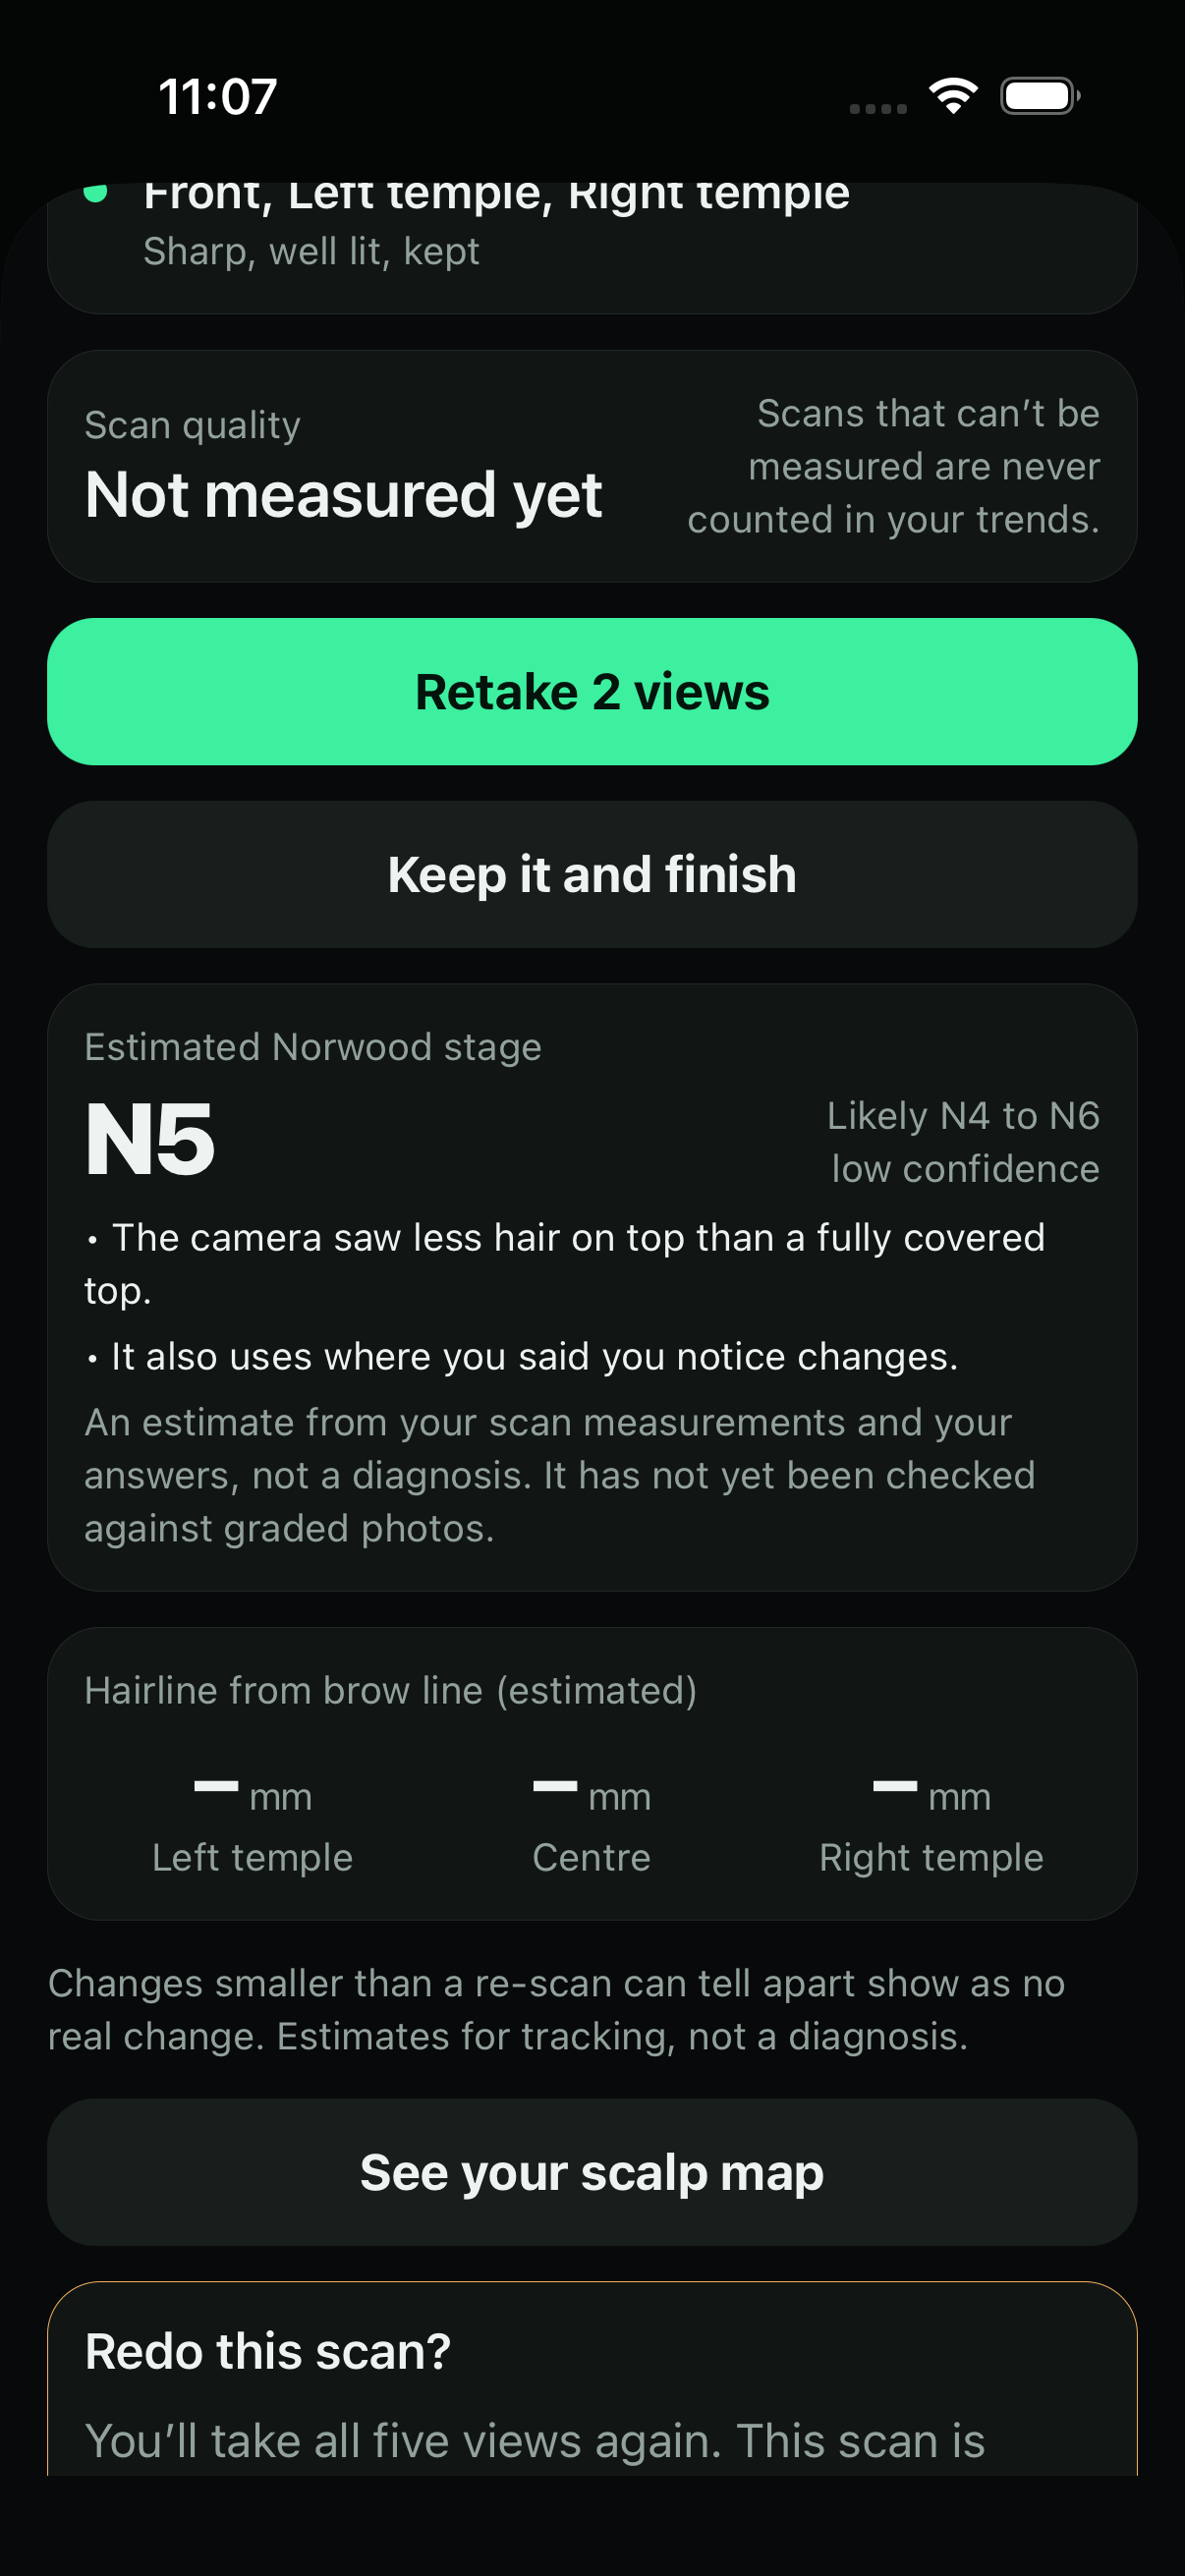 11:07
Front, Left temple, Right temple
Sharp, well lit, kept
Scan quality
Not measured yet
Scans that can’t be
measured are never
counted in your trends.
Retake 2 views
Keep it and finish
Estimated Norwood stage
N5
Likely N4 to N6
low confidence
• The camera saw less hair on top than a fully covered
top.
• It also uses where you said you notice changes.
An estimate from your scan measurements and your
answers, not a diagnosis. It has not yet been checked
against graded photos.
Hairline from brow line (estimated)
– mm – mm – mm
Left temple Centre Right temple
Changes smaller than a re-scan can tell apart show as no
real change. Estimates for tracking, not a diagnosis.
See your scalp map
Redo this scan?
You’ll take all five views again. This scan is